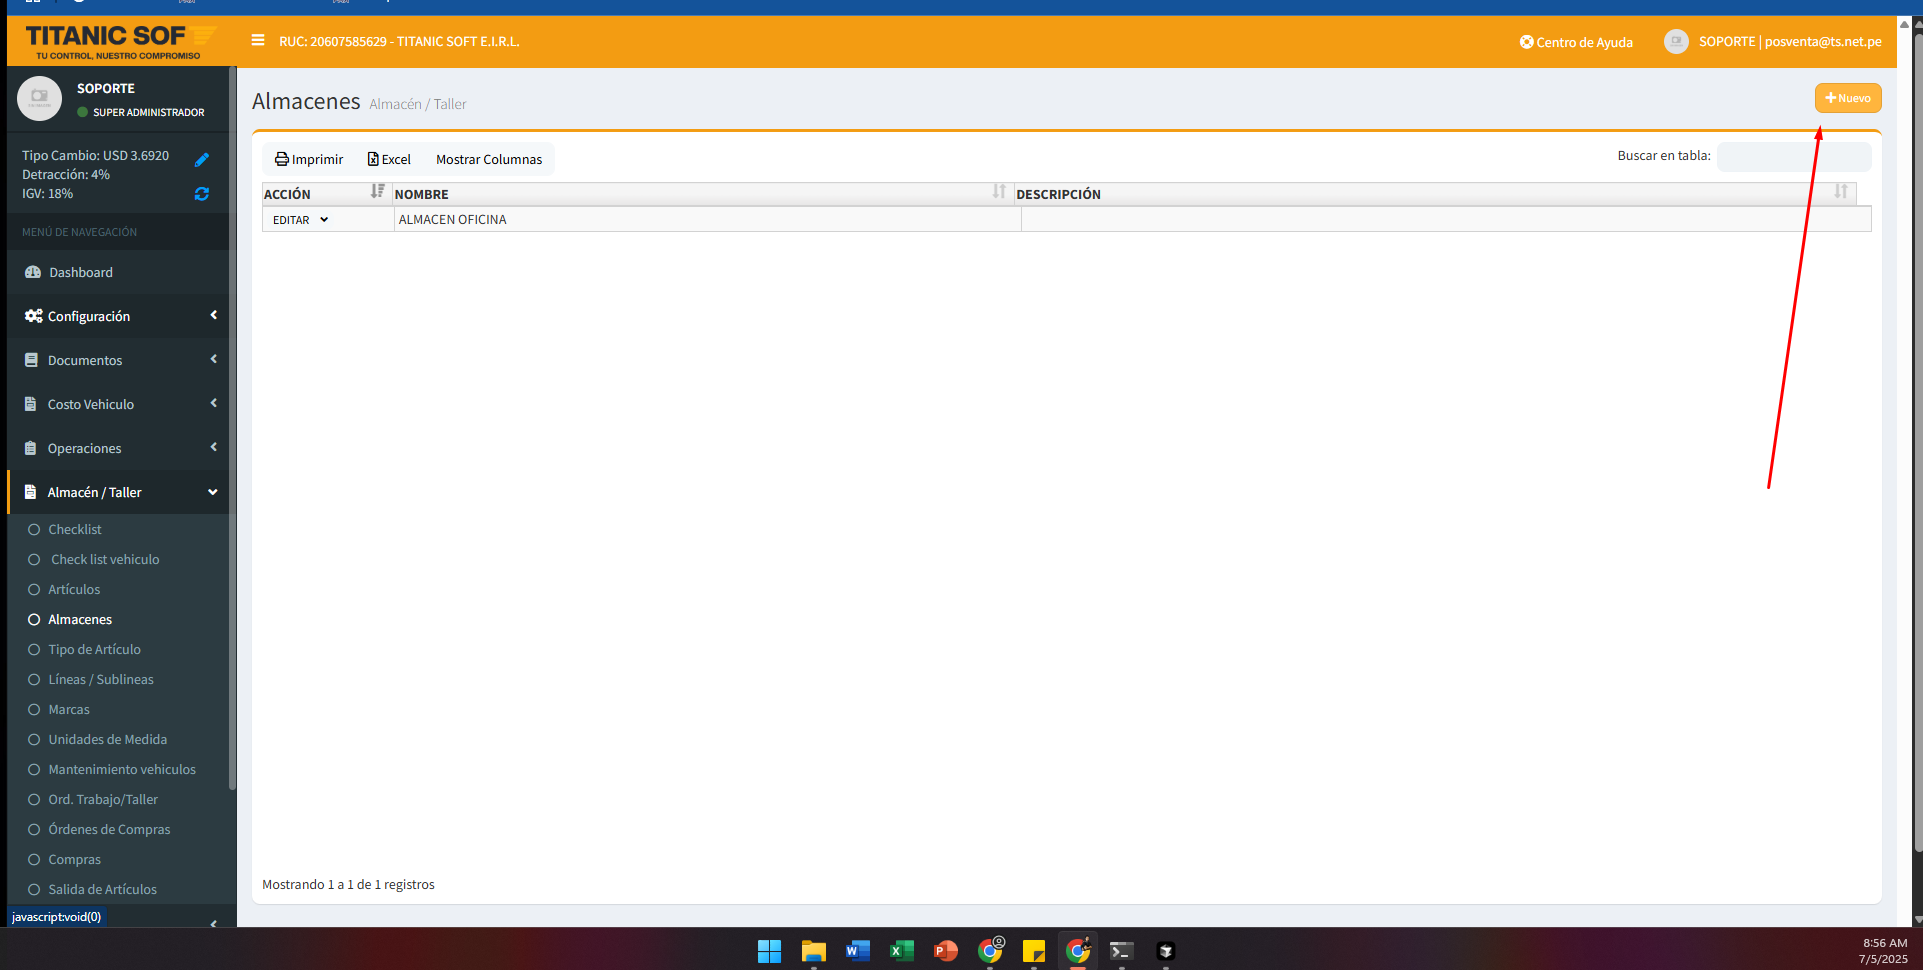 TITANIC SOF
TU CONTROL, NUESTRO COMPROMISO
RUC: 20607585629 - TITANIC SOFT E.I.R.L.
Centro de Ayuda
SOPORTE | posventa@ts.net.pe
SOPORTE
SUPER ADMINISTRADOR
Tipo Cambio: USD 3.6920
Detracción: 4%
IGV: 18%
MENÚ DE NAVEGACIÓN
Dashboard
Configuración
Documentos
Costo Vehiculo
Operaciones
Almacén / Taller
Checklist
Check list vehiculo
Artículos
Almacenes
Tipo de Artículo
Líneas / Sublineas
Marcas
Unidades de Medida
Mantenimiento vehiculos
Ord. Trabajo/Taller
Órdenes de Compras
Compras
Salida de Artículos
javascript:void(0)
Almacenes Almacén / Taller
Nuevo
Imprimir Excel Mostrar Columnas
Buscar en tabla:
ACCIÓN NOMBRE DESCRIPCIÓN
EDITAR ALMACEN OFICINA
Mostrando 1 a 1 de 1 registros
8:56 AM
7/5/2025